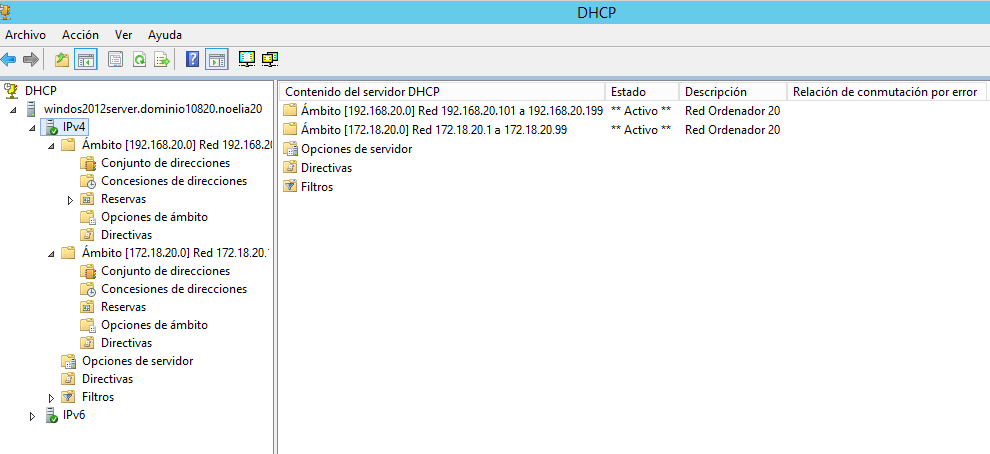 DHCP
Archivo Acción Ver Ayuda
DHCP
windos2012server.dominio10820.noelia20
IPv4
Ámbito [192.168.20.0] Red 192.168.20
Conjunto de direcciones
Concesiones de direcciones
Reservas
Opciones de ámbito
Directivas
Ámbito [172.18.20.0] Red 172.18.20.
Conjunto de direcciones
Concesiones de direcciones
Reservas
Opciones de ámbito
Directivas
Opciones de servidor
Directivas
Filtros
IPv6
Contenido del servidor DHCP Estado Descripción Relación de conmutación por error
Ámbito [192.168.20.0] Red 192.168.20.101 a 192.168.20.199 ** Activo ** Red Ordenador 20
Ámbito [172.18.20.0] Red 172.18.20.1 a 172.18.20.99 ** Activo ** Red Ordenador 20
Opciones de servidor
Directivas
Filtros